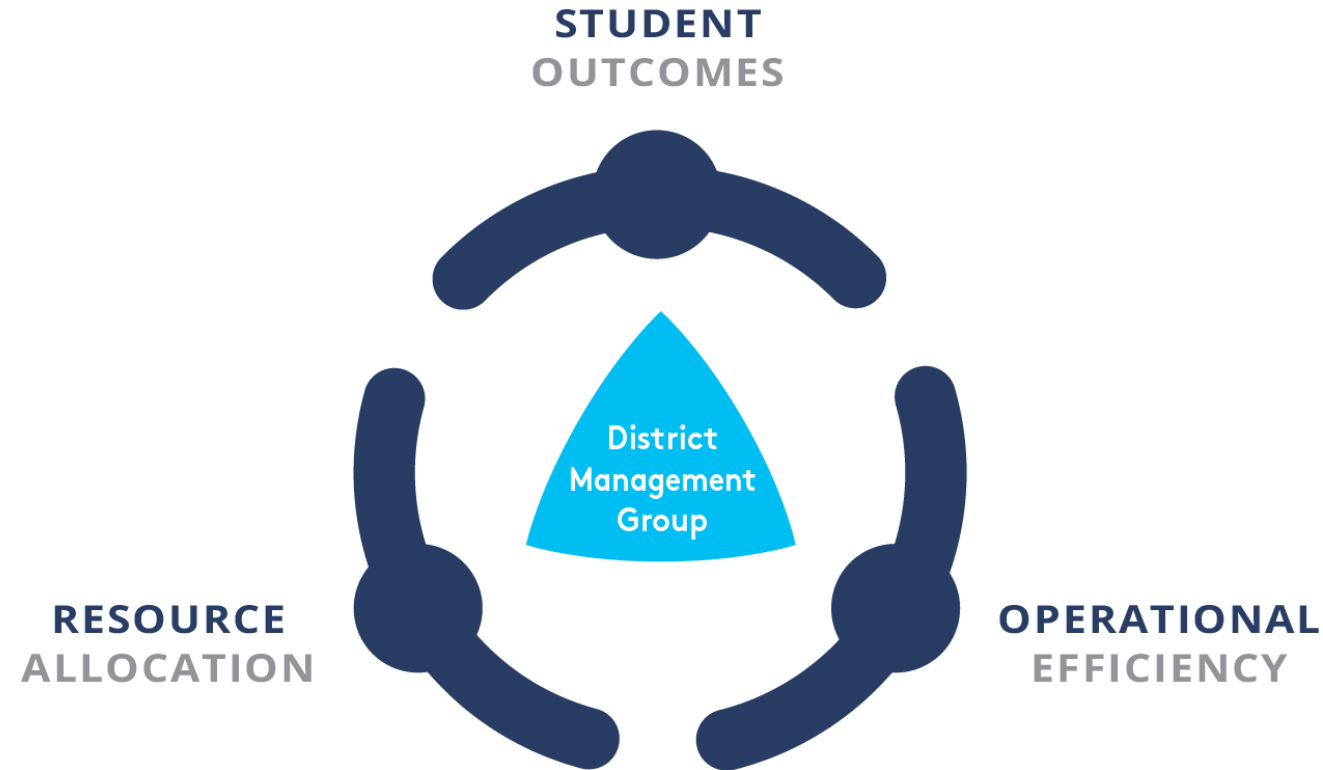 STUDENT
OUTCOMES
District
Management
Group
RESOURCE
ALLOCATION
OPERATIONAL
EFFICIENCY